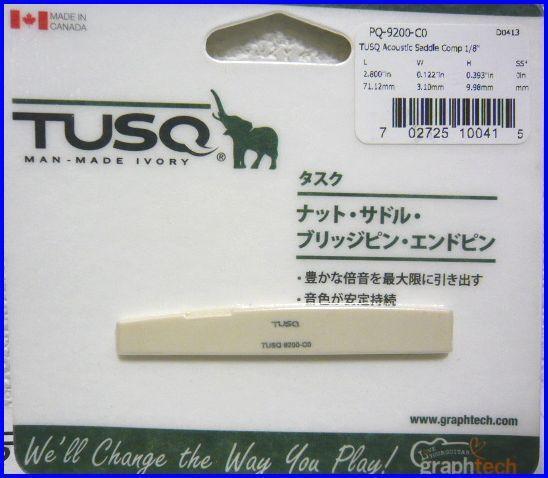 MADE IN
CANADA
PQ-9200-C0
D0413
TUSQ Acoustic Saddle Comp 1/8"
L W H SS*
2.800"in 0.122"in 0.393"in 0in
71.12mm 3.10mm 9.98mm mm
7 02725 10041 5
TUSQ®
MAN-MADE IVORY
タスク
ナット・サドル・
ブリッジピン・エンドピン
・豊かな倍音を最大限に引き出す
・音色が安定持続
TUSQ
TUSQ 9200-C0
www.graphtech.com
We'll Change the Way You Play!
graphtech